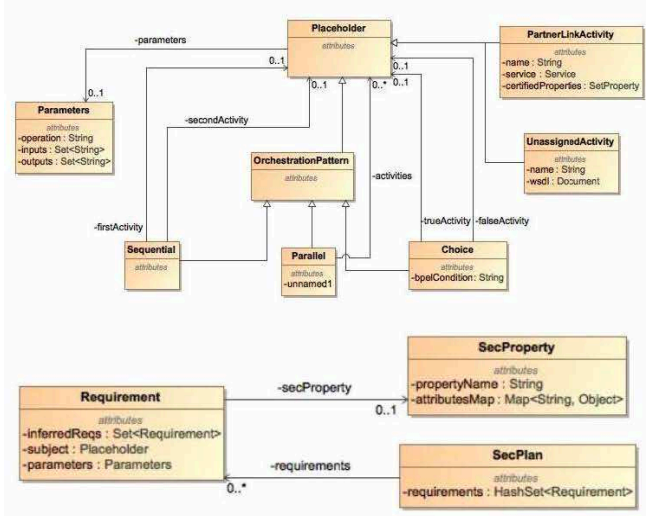 Placeholder
attributes
PartnerLinkActivity
attributes
-name : String
-service : Service
-certifiedProperties : SetProperty
-parameters
0..1
0..1
0..1
0..*
0..1
0..1
Parameters
attributes
-operation : String
-inputs : Set<String>
-outputs : Set<String>
-secondActivity
UnassignedActivity
attributes
-name : String
-wsdl : Document
OrchestrationPattern
attributes
-activities
-firstActivity
-trueActivity
-falseActivity
Sequential
attributes
Parallel
attributes
-unnamed1
Choice
attributes
-bpelCondition: String
SecProperty
attributes
-propertyName : String
-attributesMap : Map<String, Object>
-secProperty
0..1
Requirement
attributes
-inferredReqs : Set<Requirement>
-subject : Placeholder
-parameters : Parameters
-requirements
0..*
SecPlan
attributes
-requirements : HashSet<Requirement>